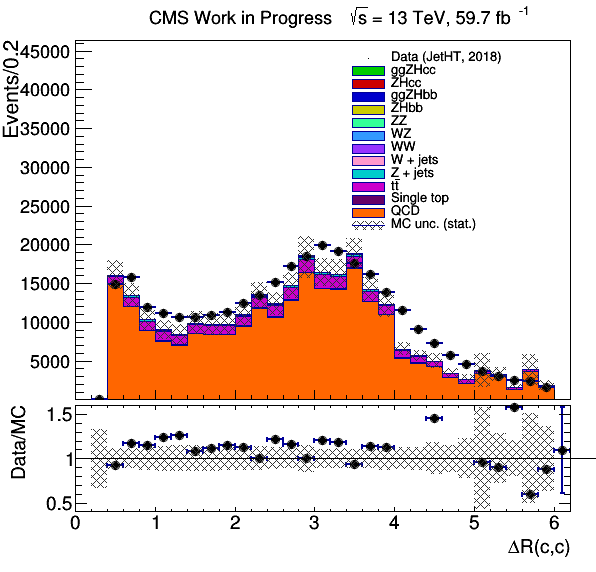 CMS Work in Progress √s = 13 TeV, 59.7 fb⁻¹
Events/0.2
45000
40000
35000
30000
25000
20000
15000
10000
5000
Data (JetHT, 2018)
ggZHcc
ZHcc
ggZHbb
ZHbb
ZZ
WZ
WW
W + jets
Z + jets
tt̄
Single top
QCD
MC unc. (stat.)
Data/MC
1.5
1
0.5
0 1 2 3 4 5 6
ΔR(c,c)